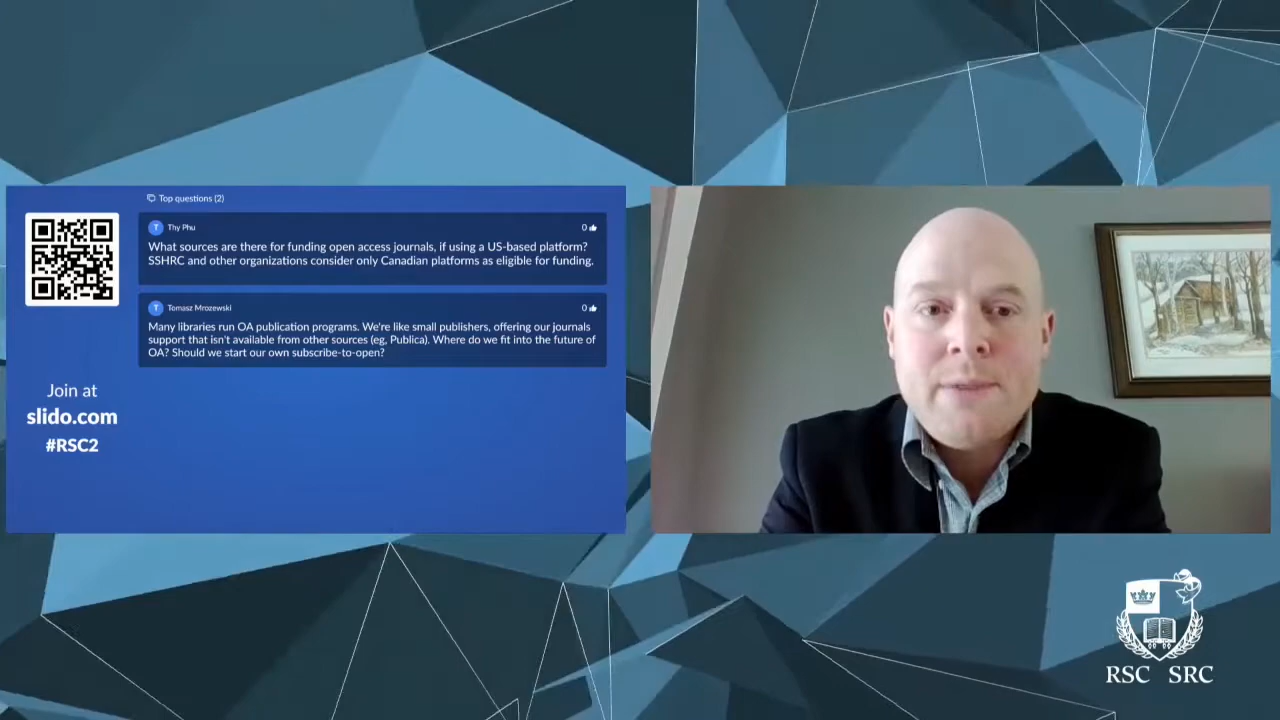 Top questions (2)
T Thy Phu 0
What sources are there for funding open access journals, if using a US-based platform?
SSHRC and other organizations consider only Canadian platforms as eligible for funding.
T Tomasz Mrozewski 0
Many libraries run OA publication programs. We're like small publishers, offering our journals
support that isn't available from other sources (eg, Publica). Where do we fit into the future of
OA? Should we start our own subscribe-to-open?
Join at
slido.com
#RSC2
RSC SRC